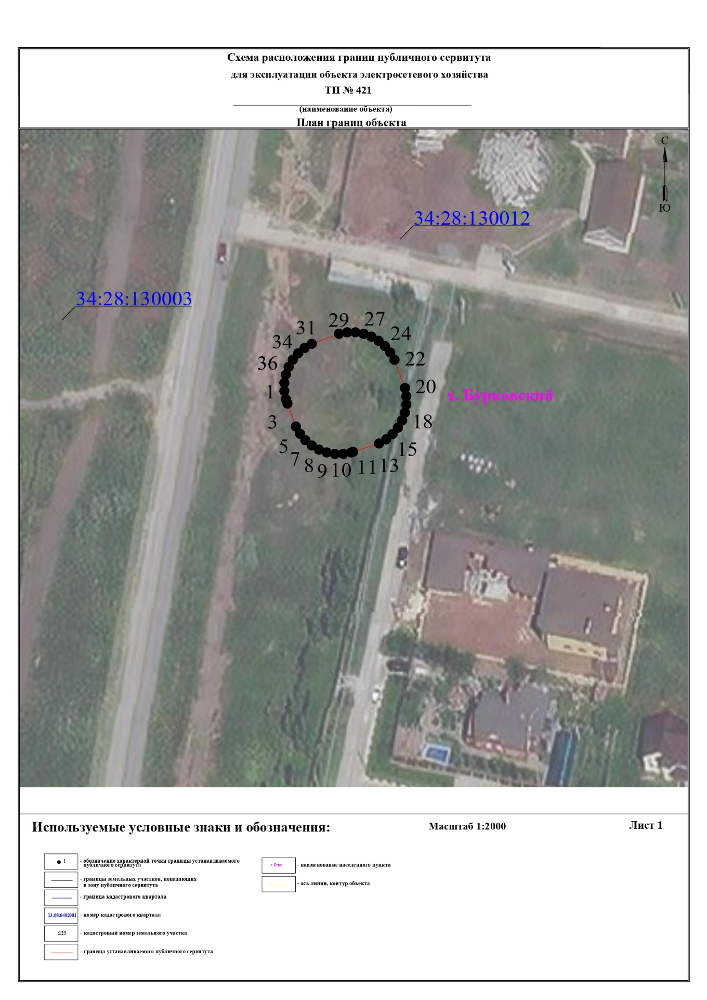 Схема расположения границ публичного сервитута
для эксплуатации объекта электросетевого хозяйства
ТП № 421
(наименование объекта)
План границ объекта
С
Ю
34:28:130012
34:28:130003
29
27
31
24
34
22
36
20
1
х. Бурковский
3
18
5
15
7
8
9
10
11
13
Используемые условные знаки и обозначения:
Масштаб 1:2000
Лист 1
1
- обозначение характерной точки границы устанавливаемого
публичного сервитута
- границы земельных участков, попадающих
в зону публичного сервитута
- граница кадастрового квартала
13:08:0402001
- номер кадастрового квартала
:123
- кадастровый номер земельного участка
- граница устанавливаемого публичного сервитута
- наименование населенного пункта
- ось линии, контур объекта